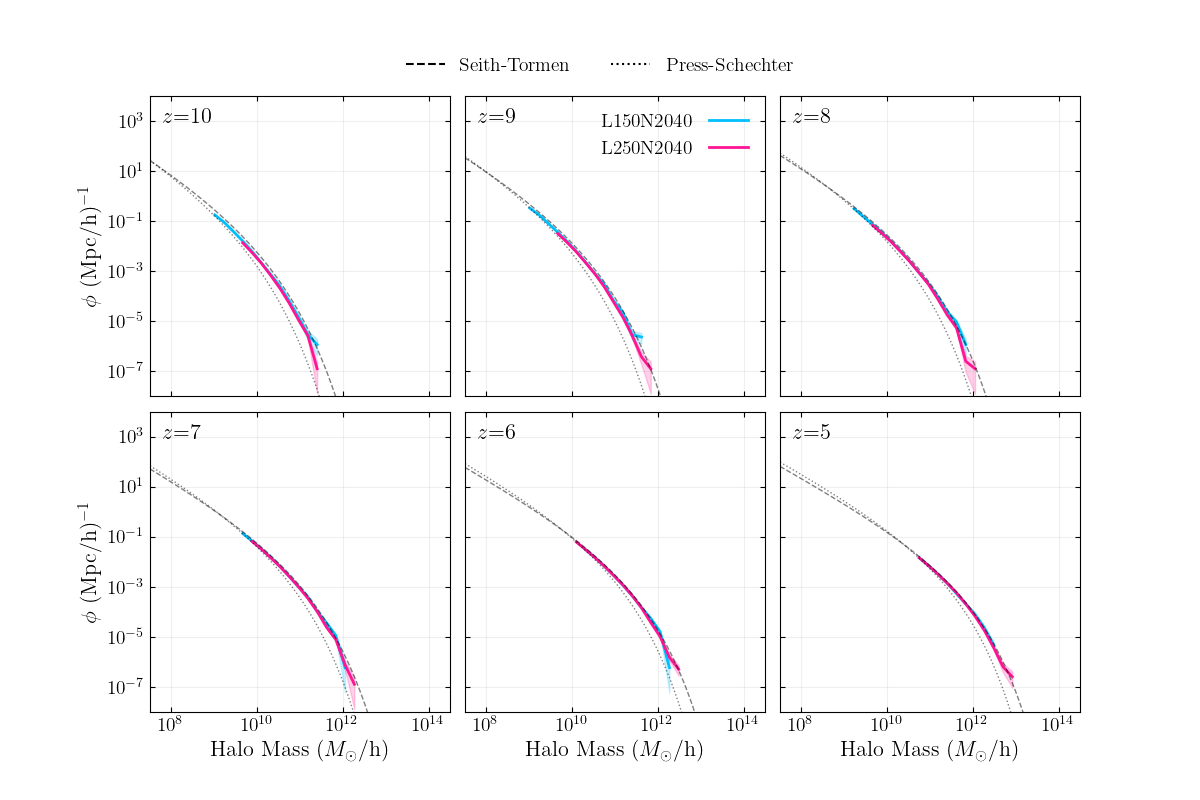 Seith-Tormen Press-Schechter
z=10
z=9
z=8
L150N2040
L250N2040
10³
10¹
10⁻¹
10⁻³
10⁻⁵
10⁻⁷
ϕ (Mpc/h)⁻¹
z=7
z=6
z=5
10³
10¹
10⁻¹
10⁻³
10⁻⁵
10⁻⁷
ϕ (Mpc/h)⁻¹
10⁸ 10¹⁰ 10¹² 10¹⁴
10⁸ 10¹⁰ 10¹² 10¹⁴
10⁸ 10¹⁰ 10¹² 10¹⁴
Halo Mass (M⊙/h)
Halo Mass (M⊙/h)
Halo Mass (M⊙/h)